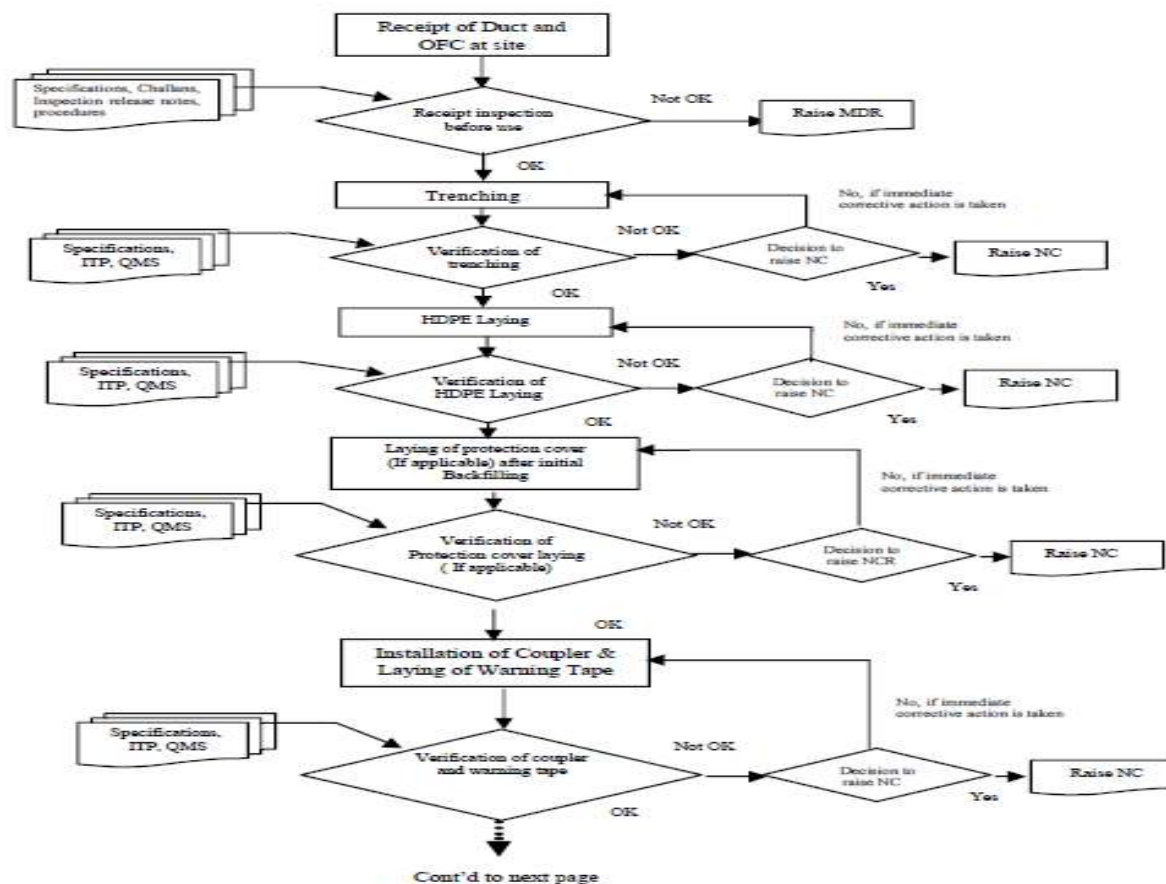 Receipt of Duct and
OFC at site
Specifications, Challans,
Inspection release notes,
procedures
Receipt inspection
before use
Not OK
Raise MDR
OK
Trenching
No, if immediate
corrective action is taken
Specifications,
ITP, QMS
Verification of
trenching
Not OK
Decision to
raise NC
Raise NC
Yes
OK
HDPE Laying
No, if immediate
corrective action is taken
Specifications,
ITP, QMS
Verification of
HDPE Laying
Not OK
Decision to
raise NC
Raise NC
Yes
OK
Laying of protection cover
(If applicable) after initial
Backfilling
No, if immediate
corrective action is taken
Specifications,
ITP, QMS
Verification of
Protection cover laying
( If applicable)
Not OK
Decision to
raise NCR
Raise NC
Yes
OK
Installation of Coupler &
Laying of Warning Tape
No, if immediate
corrective action is taken
Specifications,
ITP, QMS
Verification of coupler
and warning tape
Not OK
Decision to
raise NC
Raise NC
Yes
OK
Cont'd to next page